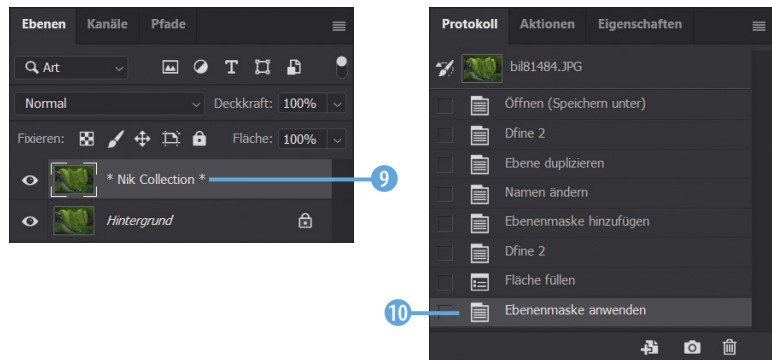 Ebenen Kanäle Pfade
Art
Normal Deckkraft: 100%
Fixieren: Fläche: 100%
* Nik Collection * 9
Hintergrund
Protokoll Aktionen Eigenschaften
bil81484.JPG
Öffnen (Speichern unter)
Dfine 2
Ebene duplizieren
Namen ändern
Ebenenmaske hinzufügen
Dfine 2
Fläche füllen
10 Ebenenmaske anwenden